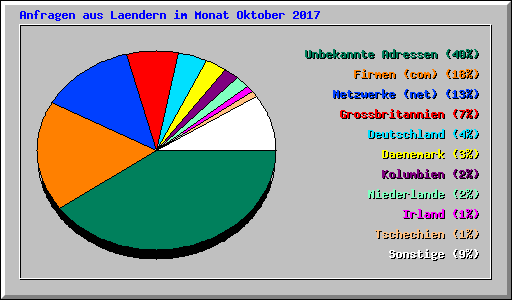 Anfragen aus Laendern im Monat Oktober 2017
Unbekannte Adressen (40%)
Firmen (com) (18%)
Netzwerke (net) (13%)
Grossbritannien (7%)
Deutschland (4%)
Daenemark (3%)
Kolumbien (2%)
Niederlande (2%)
Irland (1%)
Tschechien (1%)
Sonstige (9%)